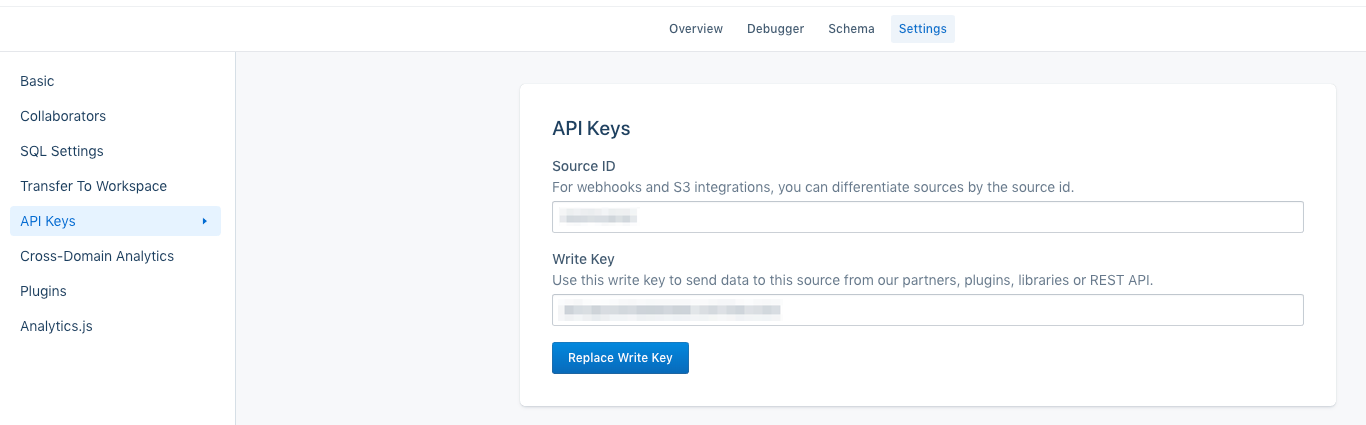 Overview Debugger Schema Settings
Basic
Collaborators
SQL Settings
Transfer To Workspace
API Keys
Cross-Domain Analytics
Plugins
Analytics.js
API Keys
Source ID
For webhooks and S3 integrations, you can differentiate sources by the source id.
Write Key
Use this write key to send data to this source from our partners, plugins, libraries or REST API.
Replace Write Key